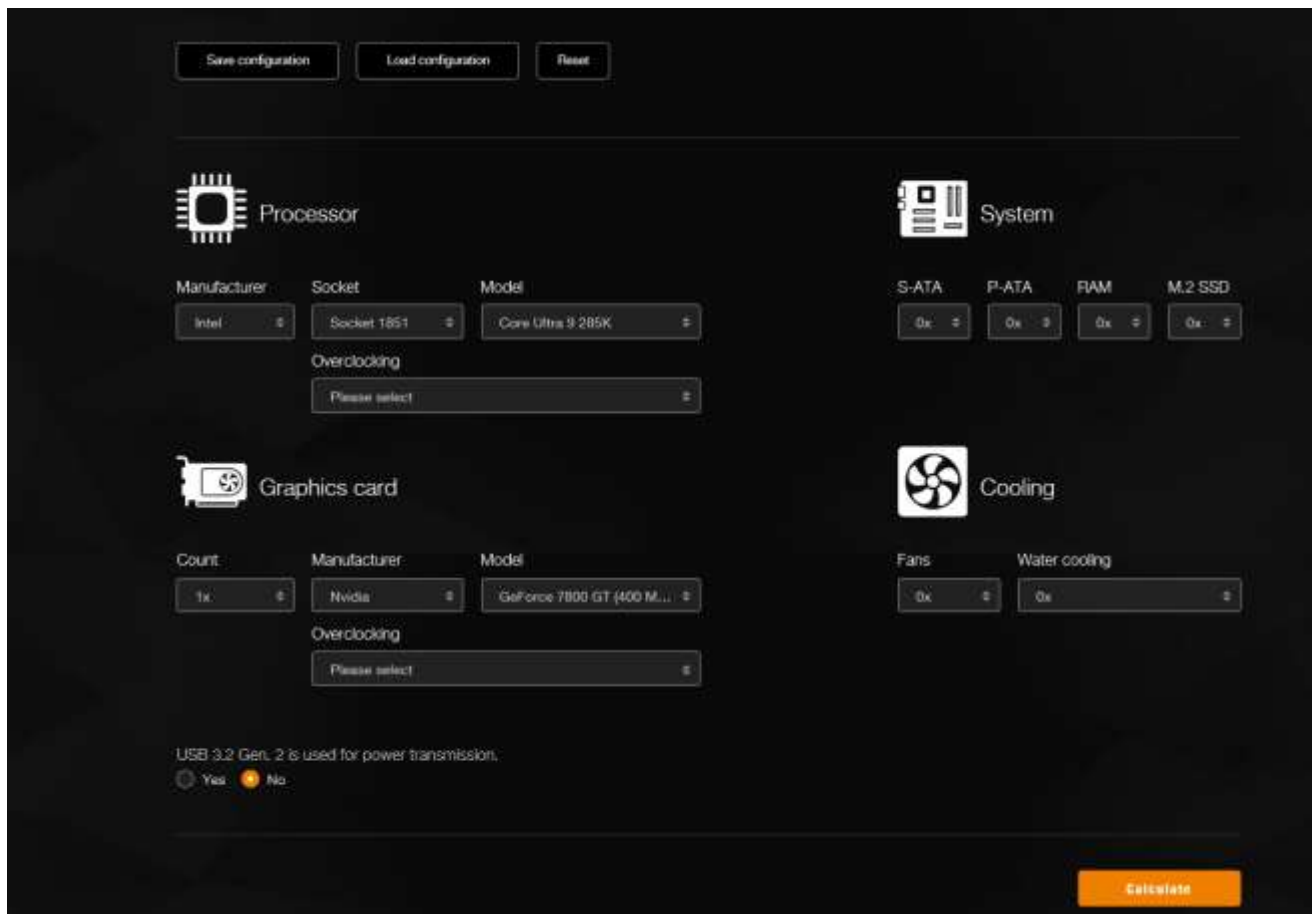 Save configuration Load configuration Reset
Processor
Manufacturer Socket Model
Intel Socket 1851 Core Ultra 9 285K
Overclocking
Please select
System
S-ATA P-ATA RAM M.2 SSD
0x 0x 0x 0x
Graphics card
Count Manufacturer Model
1x Nvidia GeForce 7800 GT (400 M...
Overclocking
Please select
Cooling
Fans Water cooling
0x 0x
USB 3.2 Gen. 2 is used for power transmission.
Yes No
Calculate